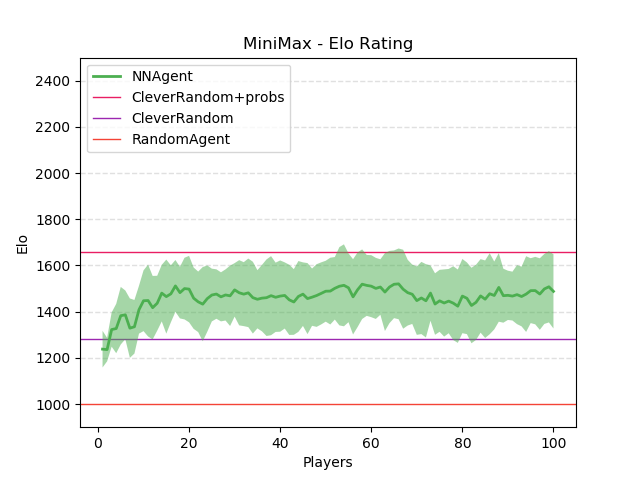 MiniMax - Elo Rating
NNAgent
CleverRandom+probs
CleverRandom
RandomAgent
2400
2200
2000
1800
1600
1400
1200
1000
Elo
0 20 40 60 80 100
Players